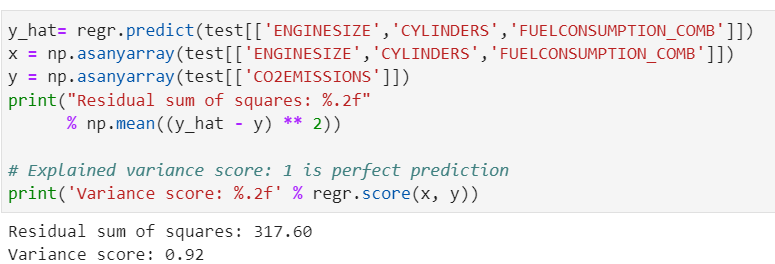 y_hat= regr.predict(test[['ENGINESIZE','CYLINDERS','FUELCONSUMPTION_COMB']])
x = np.asanyarray(test[['ENGINESIZE','CYLINDERS','FUELCONSUMPTION_COMB']])
y = np.asanyarray(test[['CO2EMISSIONS']])
print("Residual sum of squares: %.2f"
      % np.mean((y_hat - y) ** 2))

# Explained variance score: 1 is perfect prediction
print('Variance score: %.2f' % regr.score(x, y))
Residual sum of squares: 317.60
Variance score: 0.92